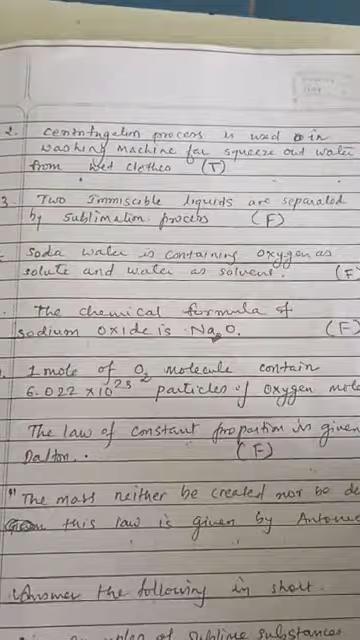 2. Centrifugation process is used in
washing machine for squeeze out water
from wet clothes (T)
3. Two Immiscible liquids are separated
by sublimation process (F)
Soda water is containing oxygen as
solute and water as solvent. (F
The chemical formula of
sodium oxide is Na2O. (F)
1 mole of O2 molecule contain
6.022 x 10^23 particles of oxygen mole
The law of constant proportion is given
Dalton. (F)
"The mass neither be created nor be de
this law is given by Antoine
Answer the following in short.
of sublime substances